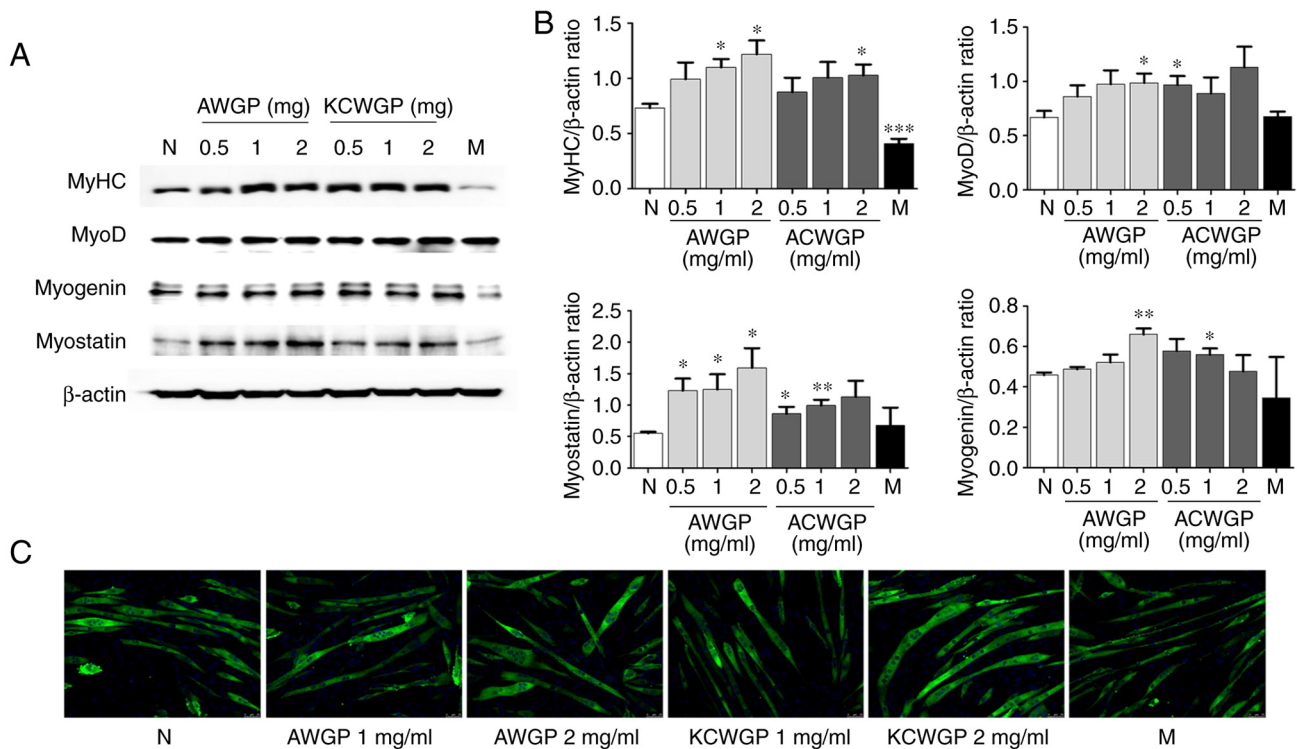 A
AWGP (mg) KCWGP (mg)
N 0.5 1 2 0.5 1 2 M
MyHC
MyoD
Myogenin
Myostatin
β-actin
B
MyHC/β-actin ratio
1.5
1.0
0.5
0.0
* * * ***
N 0.5 1 2 0.5 1 2 M
AWGP ACWGP
(mg/ml) (mg/ml)
MyoD/β-actin ratio
1.5
1.0
0.5
0.0
* *
N 0.5 1 2 0.5 1 2 M
AWGP ACWGP
(mg/ml) (mg/ml)
Myostatin/β-actin ratio
2.5
2.0
1.5
1.0
0.5
0.0
* * * * **
N 0.5 1 2 0.5 1 2 M
AWGP ACWGP
(mg/ml) (mg/ml)
Myogenin/β-actin ratio
0.8
0.6
0.4
0.2
0.0
** *
N 0.5 1 2 0.5 1 2 M
AWGP ACWGP
(mg/ml) (mg/ml)
C
N AWGP 1 mg/ml AWGP 2 mg/ml KCWGP 1 mg/ml KCWGP 2 mg/ml M